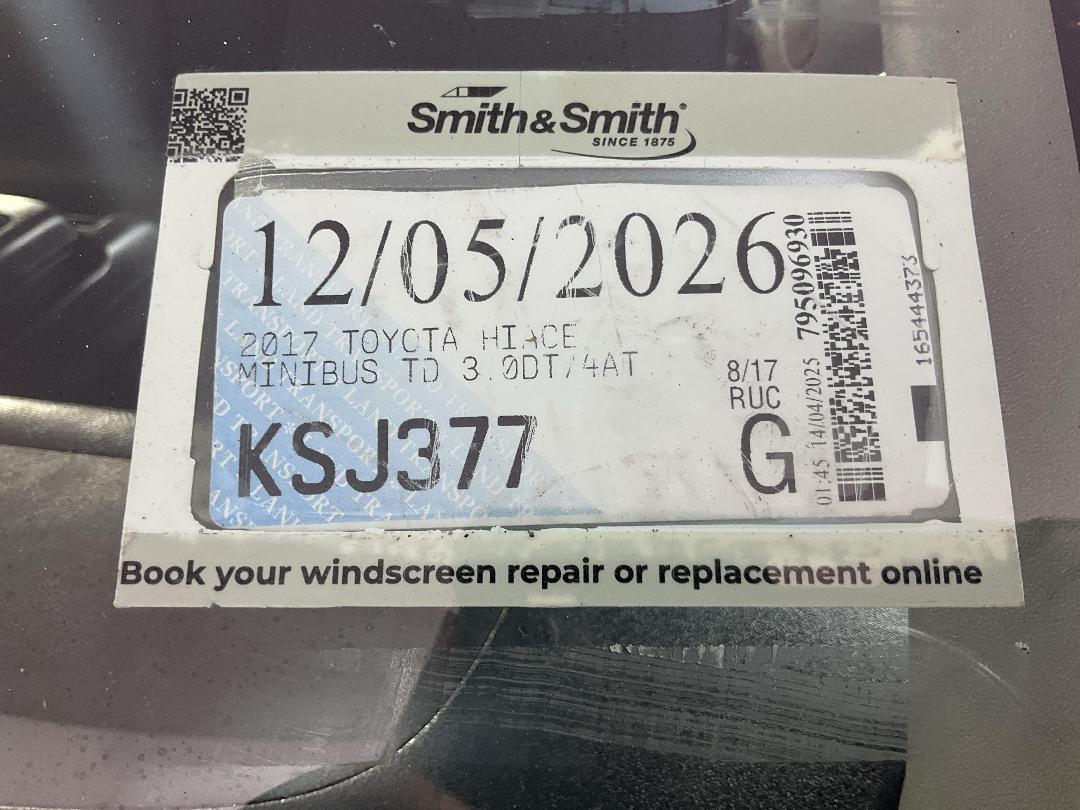 Smith&Smith®
SINCE 1875
12/05/2026
2017 TOYOTA HIACE
MINIBUS TD 3.0DT/4AT
8/17
RUC
KSJ377
G
01:45 14/04/2025 795096930
165444373
Book your windscreen repair or replacement online